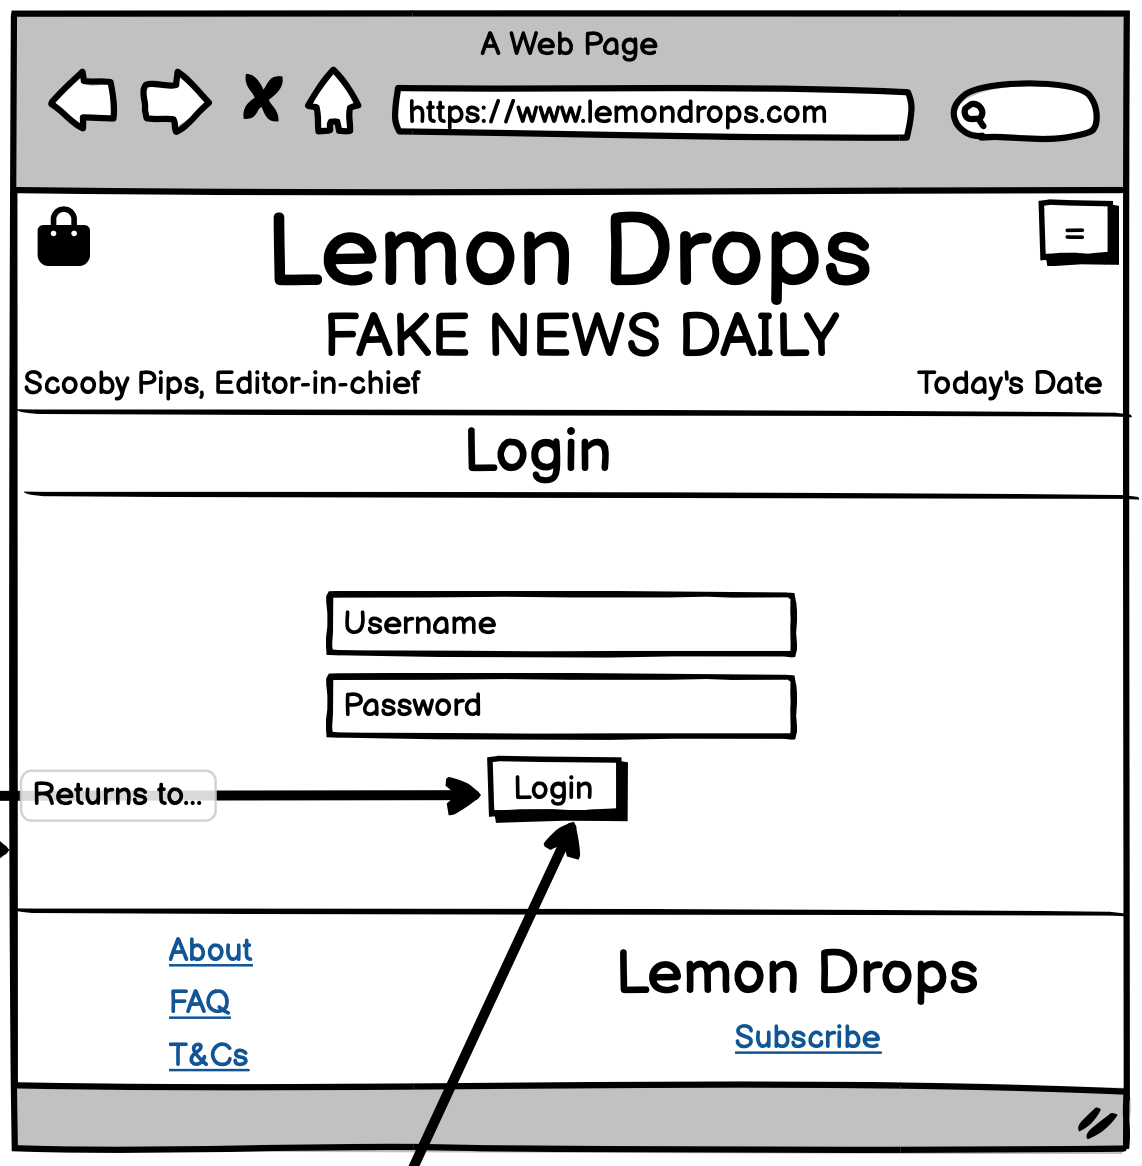 A Web Page
https://www.lemondrops.com
Lemon Drops
=
FAKE NEWS DAILY
Scooby Pips, Editor-in-chief
Today's Date
Login
Username
Password
Returns to...
Login
About
FAQ
T&Cs
Lemon Drops
Subscribe